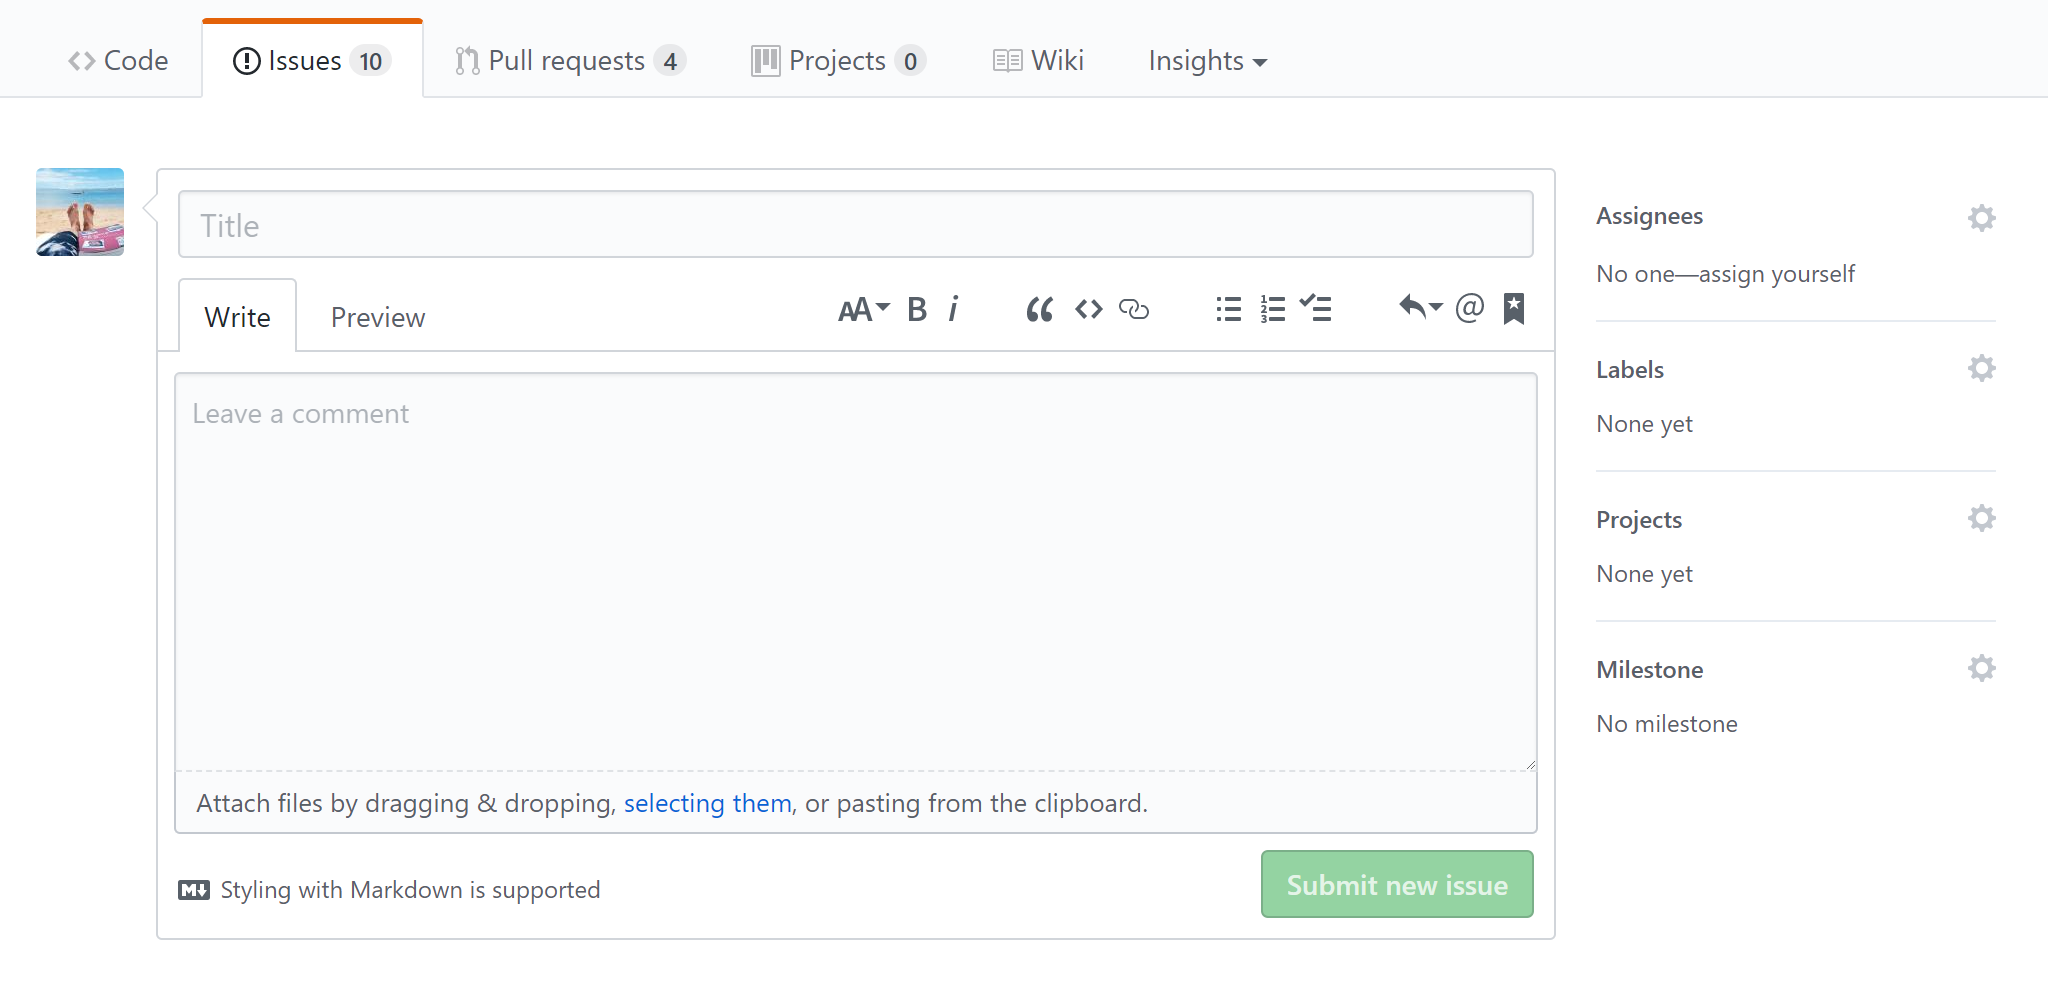 Code Issues 10 Pull requests 4 Projects 0 Wiki Insights
Title
Write Preview AA B i @
Leave a comment
Attach files by dragging & dropping, selecting them, or pasting from the clipboard.
M Styling with Markdown is supported
Submit new issue
Assignees
No one—assign yourself
Labels
None yet
Projects
None yet
Milestone
No milestone